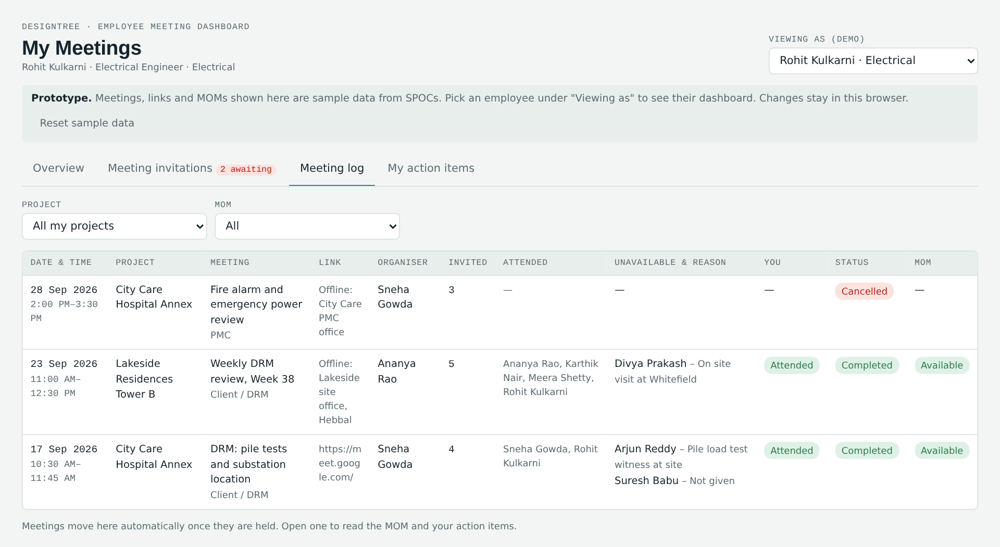 DESIGNTREE · EMPLOYEE MEETING DASHBOARD
My Meetings
Rohit Kulkarni · Electrical Engineer · Electrical
VIEWING AS (DEMO)
Rohit Kulkarni · Electrical
Prototype. Meetings, links and MOMs shown here are sample data from SPOCs. Pick an employee under "Viewing as" to see their dashboard. Changes stay in this browser.
Reset sample data
Overview
Meeting invitations 2 awaiting
Meeting log
My action items
PROJECT
All my projects
MOM
All
DATE & TIME PROJECT MEETING LINK ORGANISER INVITED ATTENDED UNAVAILABLE & REASON YOU STATUS MOM
28 Sep 2026
2:00 PM–3:30
PM
City Care
Hospital Annex
Fire alarm and
emergency power
review
PMC
Offline:
City Care
PMC
office
Sneha
Gowda
3
—
—
—
Cancelled
—
23 Sep 2026
11:00 AM–
12:30 PM
Lakeside
Residences
Tower B
Weekly DRM
review, Week 38
Client / DRM
Offline:
Lakeside
site
office,
Hebbal
Ananya
Rao
5
Ananya Rao, Karthik
Nair, Meera Shetty,
Rohit Kulkarni
Divya Prakash – On site
visit at Whitefield
Attended
Completed
Available
17 Sep 2026
10:30 AM–
11:45 AM
City Care
Hospital Annex
DRM: pile tests
and substation
location
Client / DRM
https://m
eet.goog
le.com/
Sneha
Gowda
4
Sneha Gowda, Rohit
Kulkarni
Arjun Reddy – Pile load test
witness at site
Suresh Babu – Not given
Attended
Completed
Available
Meetings move here automatically once they are held. Open one to read the MOM and your action items.